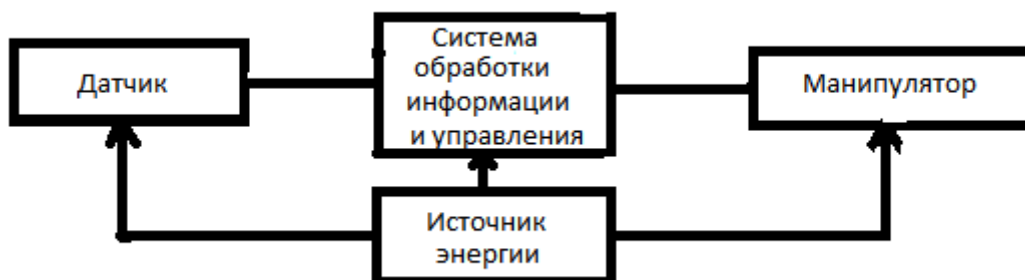 Датчик
Система
обработки
информации
и управления
Манипулятор
Источник
энергии